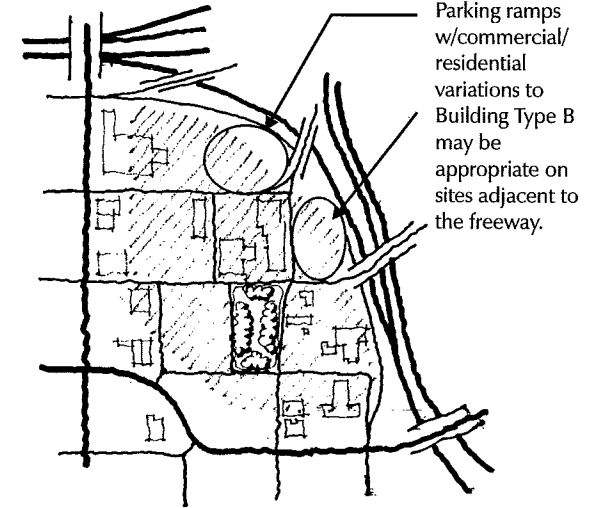 Parking ramps
w/commercial/
residential
variations to
Building Type B
may be
appropriate on
sites adjacent to
the freeway.